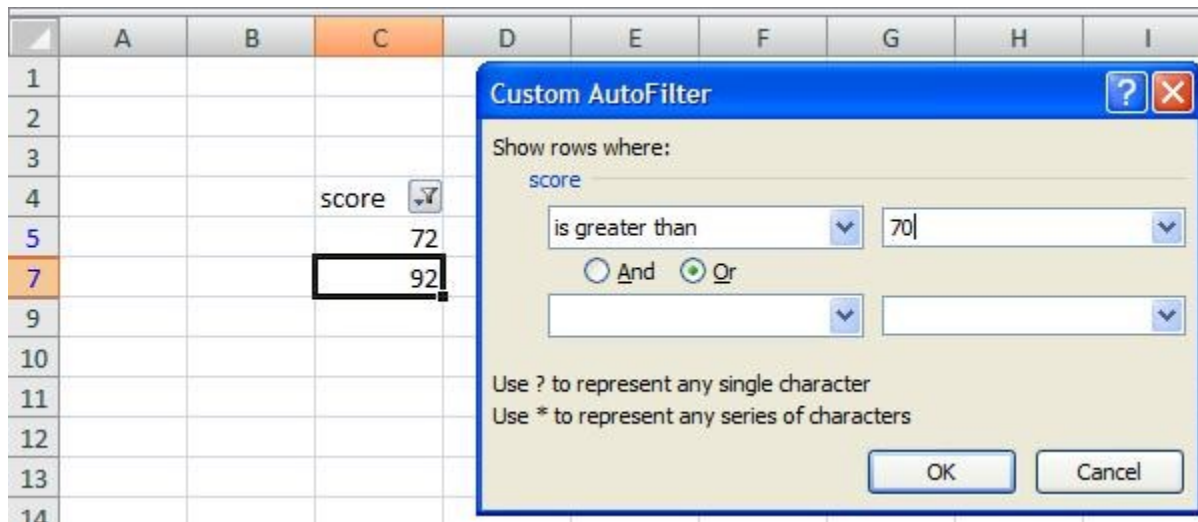 A B C D E F G H I
1
2
3
4 score
5 72
7 92
9
10
11
12
13
14
Custom AutoFilter ?
Show rows where:
score
is greater than 70
And Or
Use ? to represent any single character
Use * to represent any series of characters
OK Cancel